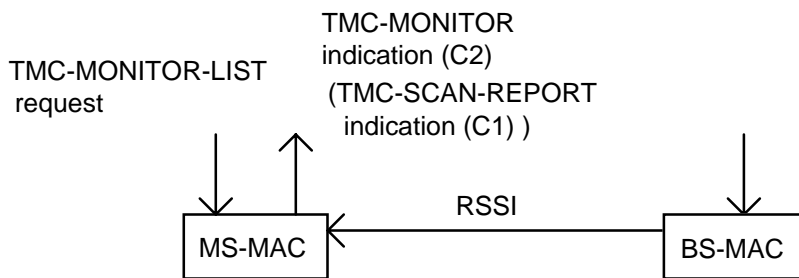 TMC-MONITOR-LIST
request
TMC-MONITOR
indication (C2)
(TMC-SCAN-REPORT
indication (C1) )
RSSI
MS-MAC
BS-MAC